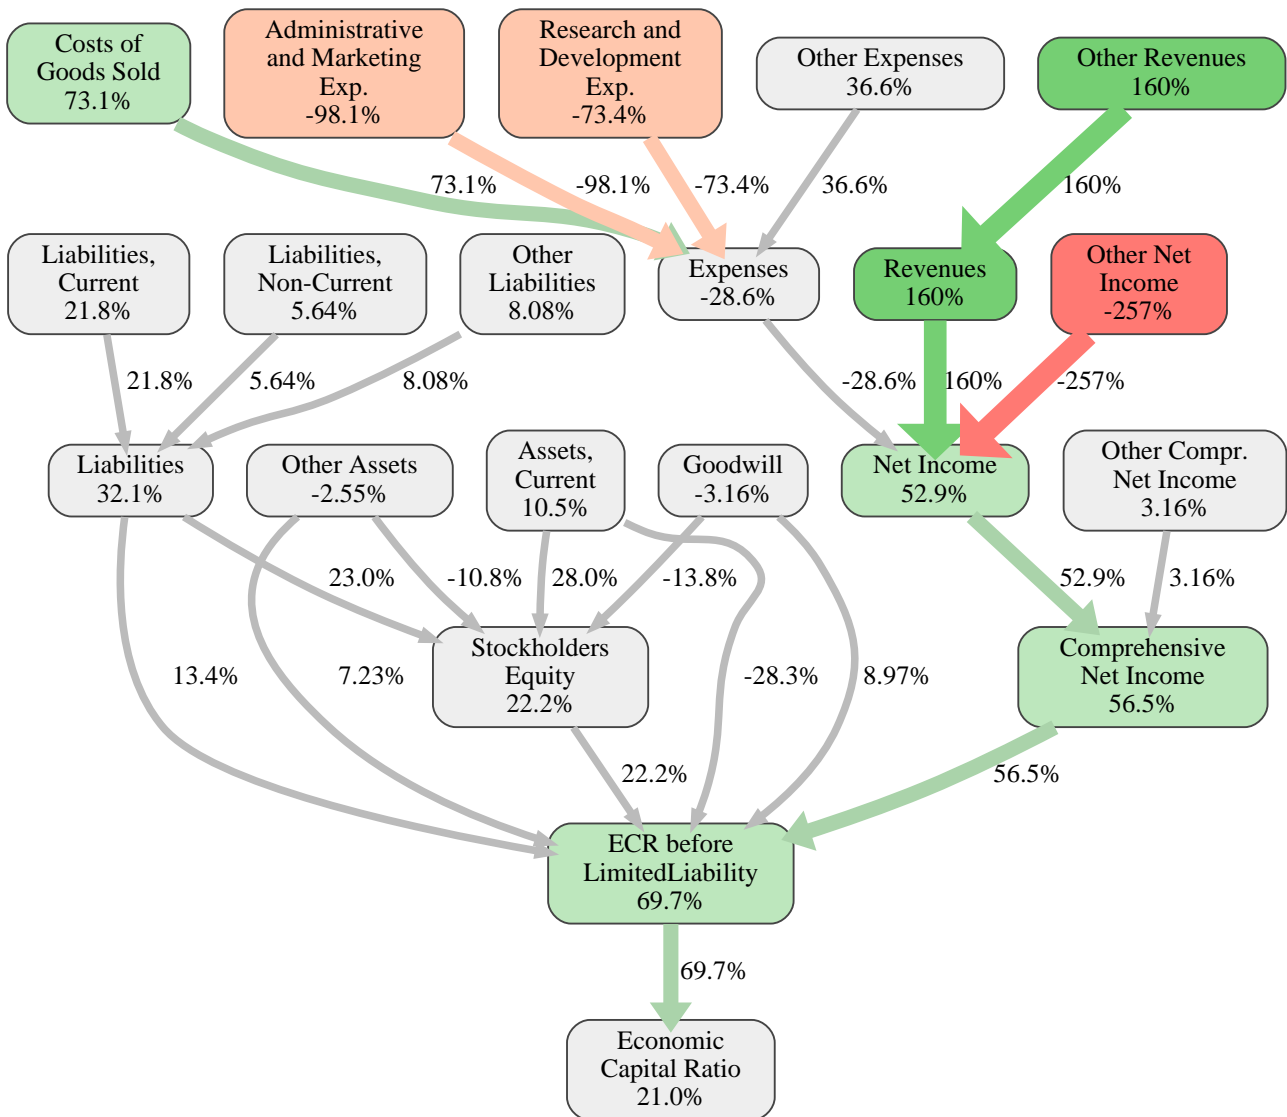 Costs of
Goods Sold
73.1%
Administrative
and Marketing
Exp.
-98.1%
Research and
Development
Exp.
-73.4%
Other Expenses
36.6%
Other Revenues
160%
73.1%
-98.1%
-73.4%
36.6%
160%
Liabilities,
Current
21.8%
Liabilities,
Non-Current
5.64%
Other
Liabilities
8.08%
Expenses
-28.6%
Revenues
160%
Other Net
Income
-257%
21.8%
5.64%
8.08%
-28.6%
160%
-257%
Liabilities
32.1%
Other Assets
-2.55%
Assets,
Current
10.5%
Goodwill
-3.16%
Net Income
52.9%
Other Compr.
Net Income
3.16%
23.0%
-10.8%
28.0%
-13.8%
52.9%
3.16%
13.4%
7.23%
Stockholders
Equity
22.2%
-28.3%
8.97%
Comprehensive
Net Income
56.5%
22.2%
56.5%
ECR before
LimitedLiability
69.7%
69.7%
Economic
Capital Ratio
21.0%